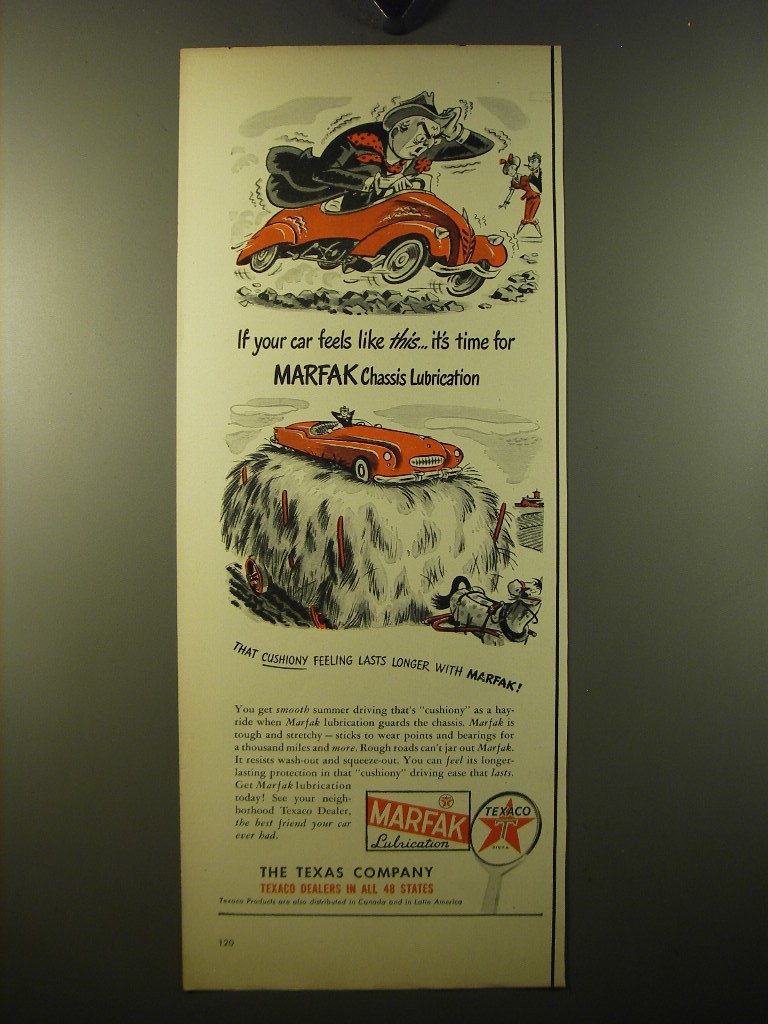 If your car feels like this... it's time for
MARFAK Chassis Lubrication
THAT CUSHIONY FEELING LASTS LONGER WITH MARFAK!
You get smooth summer driving that's "cushiony" as a hay-
ride when Marfak lubrication guards the chassis. Marfak is
tough and stretchy — sticks to wear points and bearings for
a thousand miles and more. Rough roads can't jar out Marfak.
It resists wash-out and squeeze-out. You can feel its longer-
lasting protection in that "cushiony" driving ease that lasts.
Get Marfak lubrication
today! See your neigh-
borhood Texaco Dealer,
the best friend your car
ever had.
MARFAK
Lubrication
TEXACO
T
THE TEXAS COMPANY
TEXACO DEALERS IN ALL 48 STATES
Texaco Products are also distributed in Canada and in Latin America
120